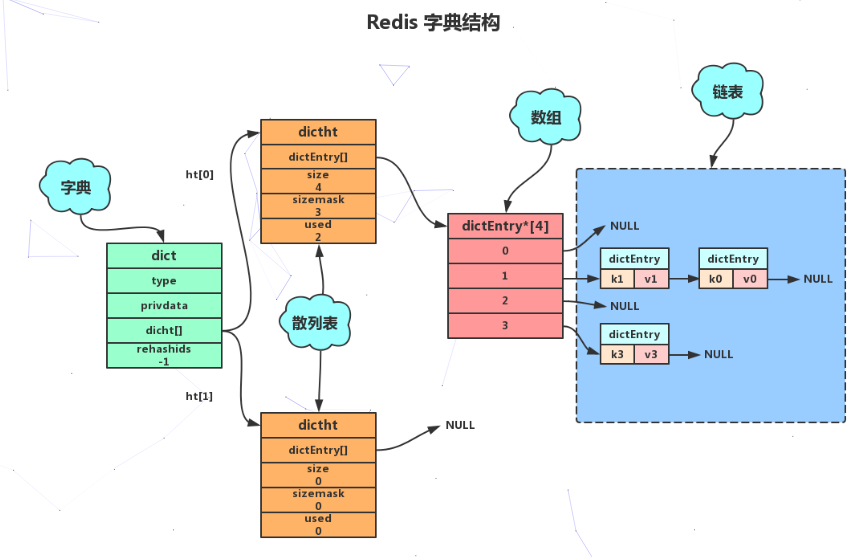 Redis 字典结构
字典
dict
type
privdata
dicht[]
rehashids
-1
ht[0]
ht[1]
dictht
dictEntry[]
size
4
sizemask
3
used
2
散列表
dictht
dictEntry[]
size
0
sizemask
0
used
0
NULL
数组
dictEntry*[4]
0
1
2
3
链表
NULL
dictEntry
k1 v1
dictEntry
k0 v0
NULL
NULL
dictEntry
k3 v3
NULL